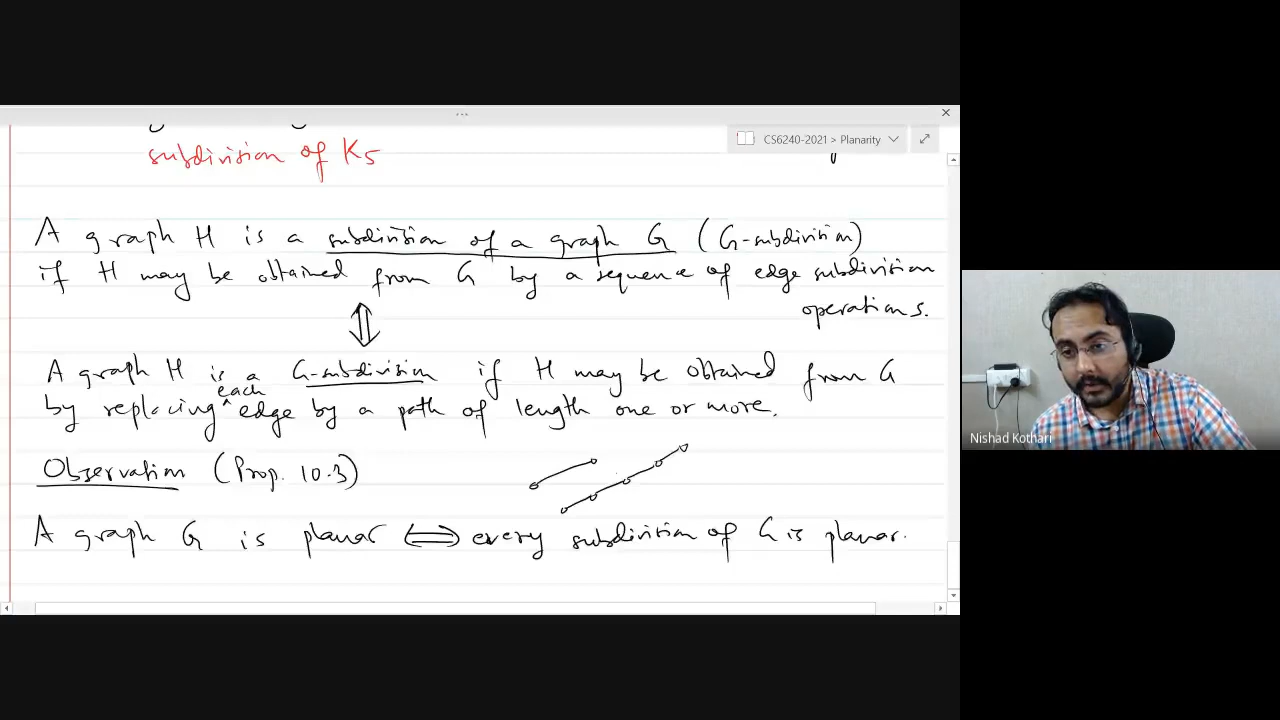 subdivision of K5
CS6240-2021 > Planarity
A graph H is a subdivision of a graph G (G-subdivision)
if H may be obtained from G by a sequence of edge subdivision
operations.
A graph H is a G-subdivision if H may be obtained from G
by replacing each edge by a path of length one or more.
Observation (Prop. 10.3)
A graph G is planar ⟺ every subdivision of G is planar.
Nishad Kothari